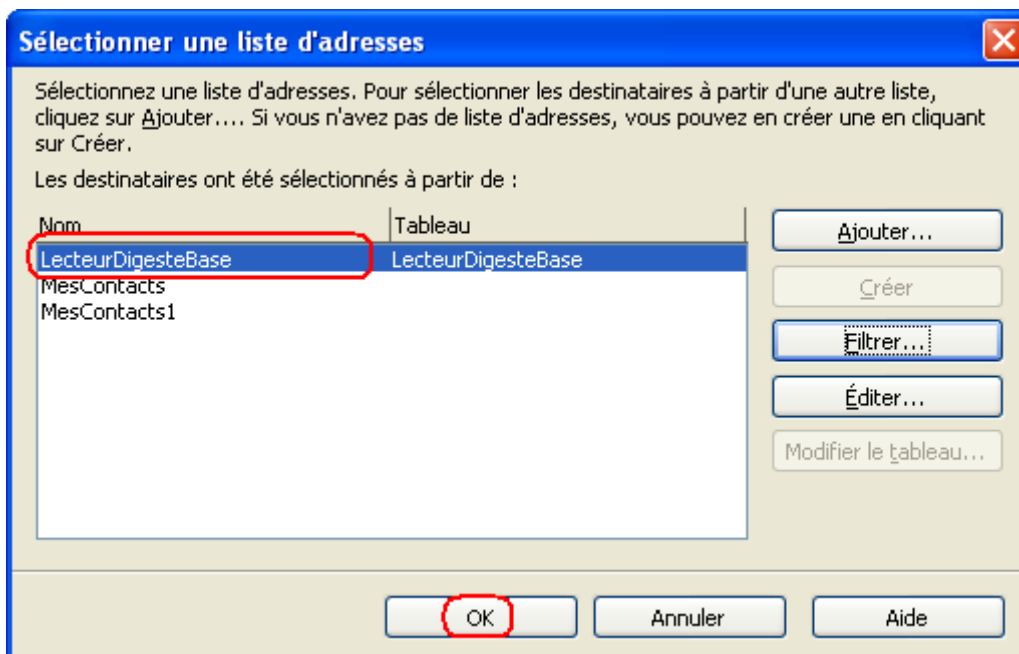 Sélectionner une liste d'adresses
Sélectionnez une liste d'adresses. Pour sélectionner les destinataires à partir d'une autre liste,
cliquez sur Ajouter.... Si vous n'avez pas de liste d'adresses, vous pouvez en créer une en cliquant
sur Créer.
Les destinataires ont été sélectionnés à partir de :
Nom Tableau
LecteurDigesteBase LecteurDigesteBase
MesContacts
MesContacts1
Ajouter...
Créer
Filtrer...
Éditer...
Modifier le tableau...
OK Annuler Aide